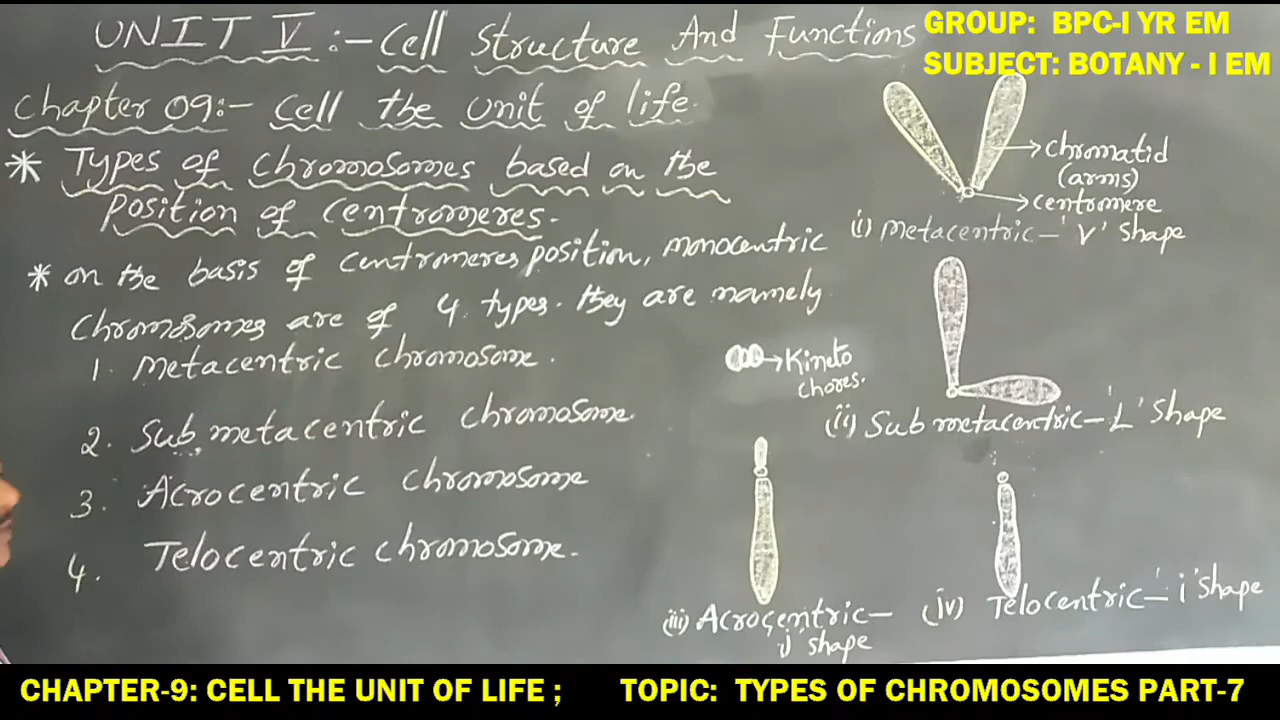 UNIT V :- Cell Structure And Functions
GROUP: BPC-I YR EM
SUBJECT: BOTANY - I EM
Chapter 09:- Cell the Unit of life.
* Types of Chromosomes based on the
Position of Centromeres.
* on the basis of Centromeres position, monocentric
Chromosomes are of 4 types. they are namely
1. Metacentric chromosome.
2. Sub metacentric chromosome.
3. Acrocentric chromosome
4. Telocentric chromosome.
chromatid
(arms)
centromere
(i) Metacentric - 'V' shape
Kineto
chores.
(ii) Sub metacentric - 'L' shape
(iii) Acrocentric -
'j' shape
(iv) Telocentric - 'i' shape
CHAPTER-9: CELL THE UNIT OF LIFE ; TOPIC: TYPES OF CHROMOSOMES PART-7